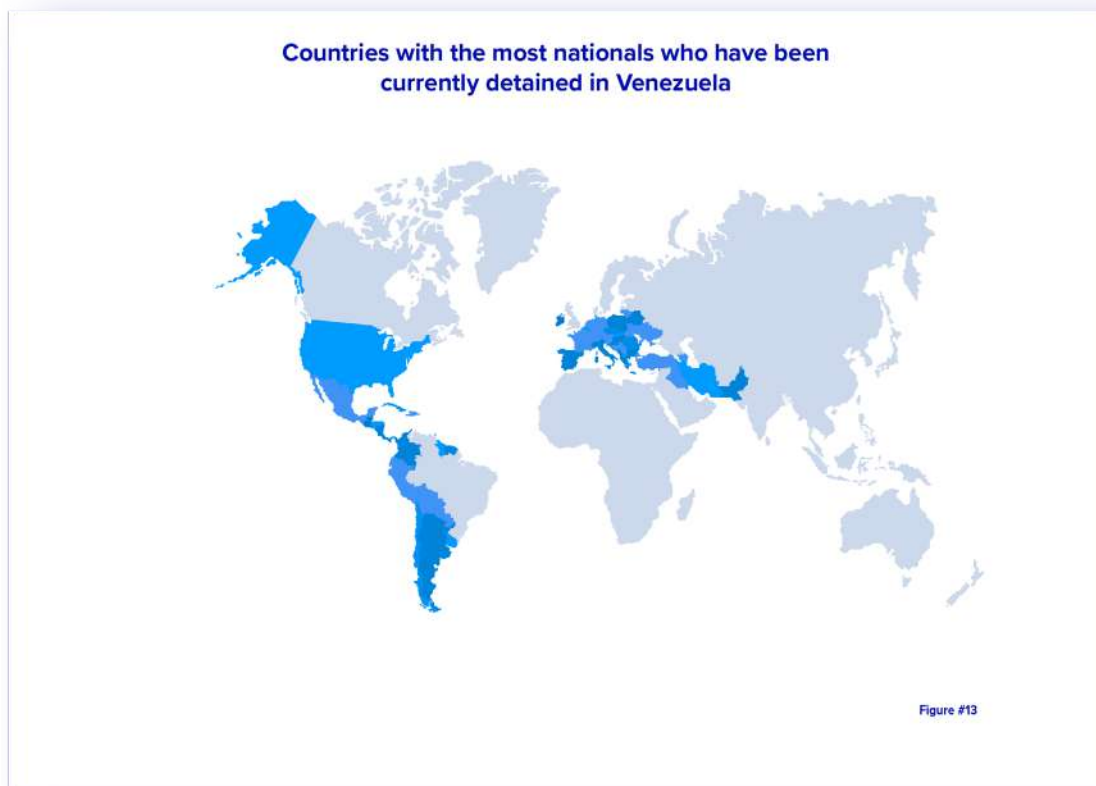 Countries with the most nationals who have been
currently detained in Venezuela
Figure #13